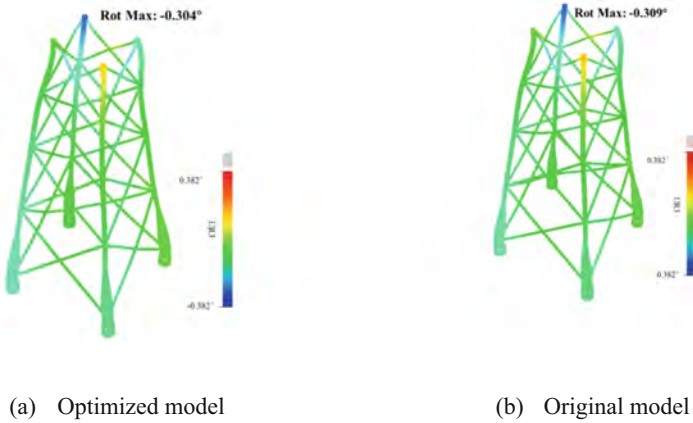 Rot Max: -0.304°
Rot Max: -0.309°
0.382°
-0.382°
0.382°
0.382°
(a) Optimized model
(b) Original model